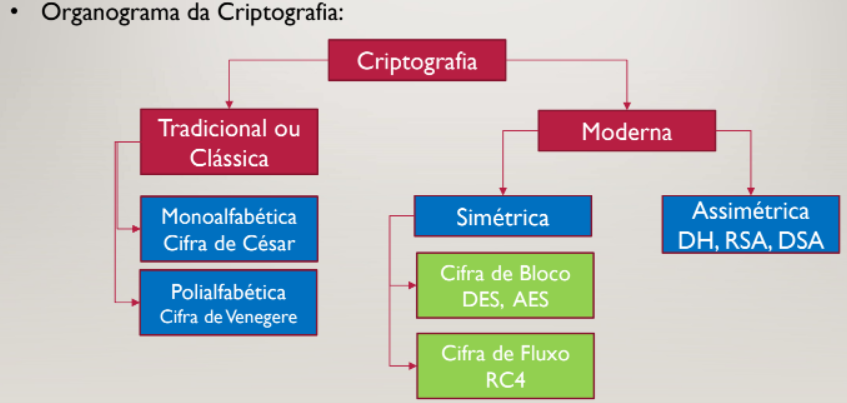 • Organograma da Criptografia:
Criptografia
Tradicional ou
Clássica
Moderna
Monoalfabética
Cifra de César
Polialfabética
Cifra de Venegere
Simétrica
Assimétrica
DH, RSA, DSA
Cifra de Bloco
DES, AES
Cifra de Fluxo
RC4